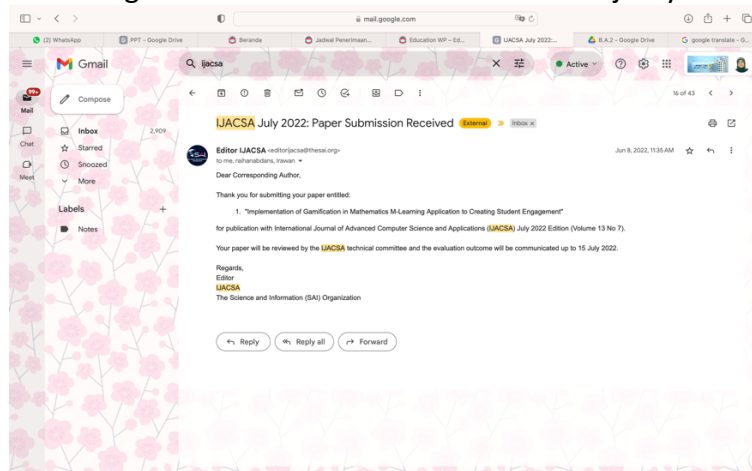 mail.google.com
(2) WhatsApp
PPT – Google Drive
Beranda
Jadwal Penerimaan...
Education WP – Ed...
IJACSA July 2022:...
B.A.2 – Google Drive
google translate – G...
Gmail
ijacsa
Active
99+
Mail
Chat
Meet
Compose
Inbox 2,909
Starred
Snoozed
More
Labels
Notes
16 of 43
IJACSA July 2022: Paper Submission Received External Inbox x
Editor IJACSA <editorijacsa@thesai.org> Jun 8, 2022, 11:35 AM
to me, raihanabdans, Irawan
Dear Corresponding Author,
Thank you for submitting your paper entitled:
1. "Implementation of Gamification in Mathematics M-Learning Application to Creating Student Engagement"
for publication with International Journal of Advanced Computer Science and Applications (IJACSA) July 2022 Edition (Volume 13 No 7).
Your paper will be reviewed by the IJACSA technical committee and the evaluation outcome will be communicated up to 15 July 2022.
Regards,
Editor
IJACSA
The Science and Information (SAI) Organization
Reply
Reply all
Forward